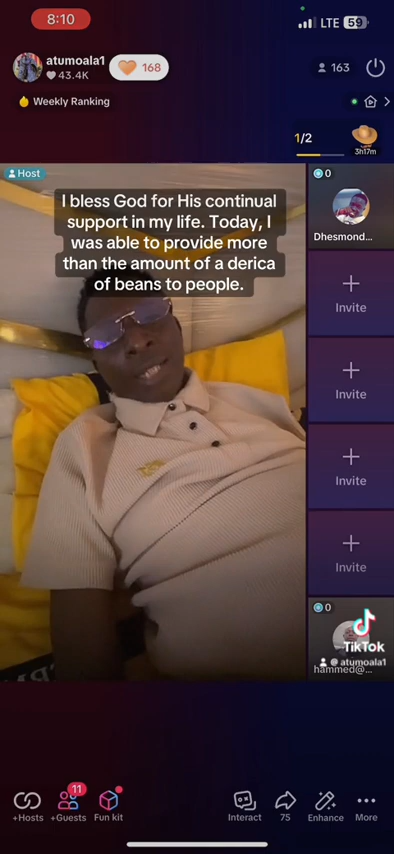 8:10
LTE 59
atumoala1
43.4K
168
163
Weekly Ranking
1/2
3h17m
Host
I bless God for His continual
support in my life. Today, I
was able to provide more
than the amount of a derica
of beans to people.
0
Dhesmond...
Invite
Invite
Invite
Invite
0
TikTok
@atumoala1
hammed@...
11
+Hosts
+Guests
Fun kit
Interact
75
Enhance
More